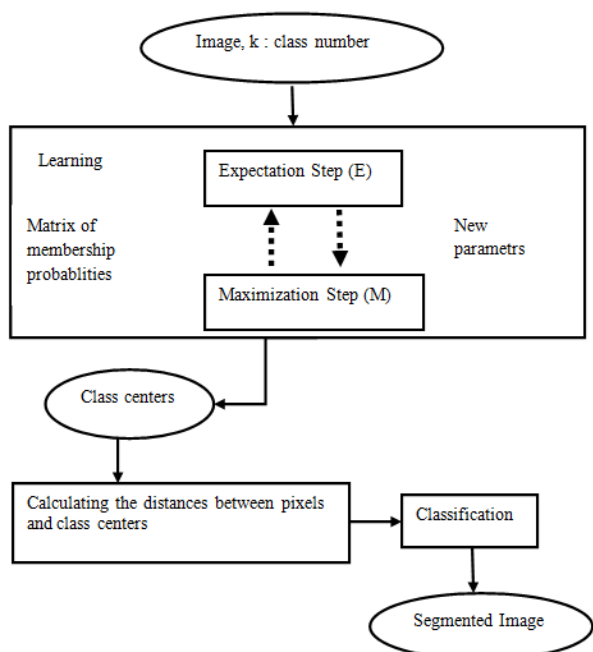 Image, k : class number
Learning
Expectation Step (E)
Matrix of
membership
probablities
New
parametrs
Maximization Step (M)
Class centers
Calculating the distances between pixels
and class centers
Classification
Segmented Image